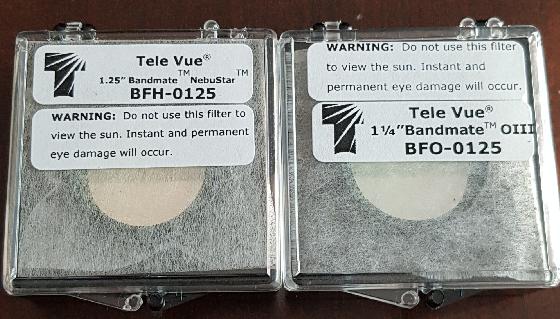 Tele Vue®
1.25" Bandmate™ NebuStar™
BFH-0125
WARNING: Do not use this filter to
view the sun. Instant and permanent
eye damage will occur.
WARNING: Do not use this filter
to view the sun. Instant and
permanent eye damage will occur.
Tele Vue®
1¼"Bandmate™ OIII
BFO-0125